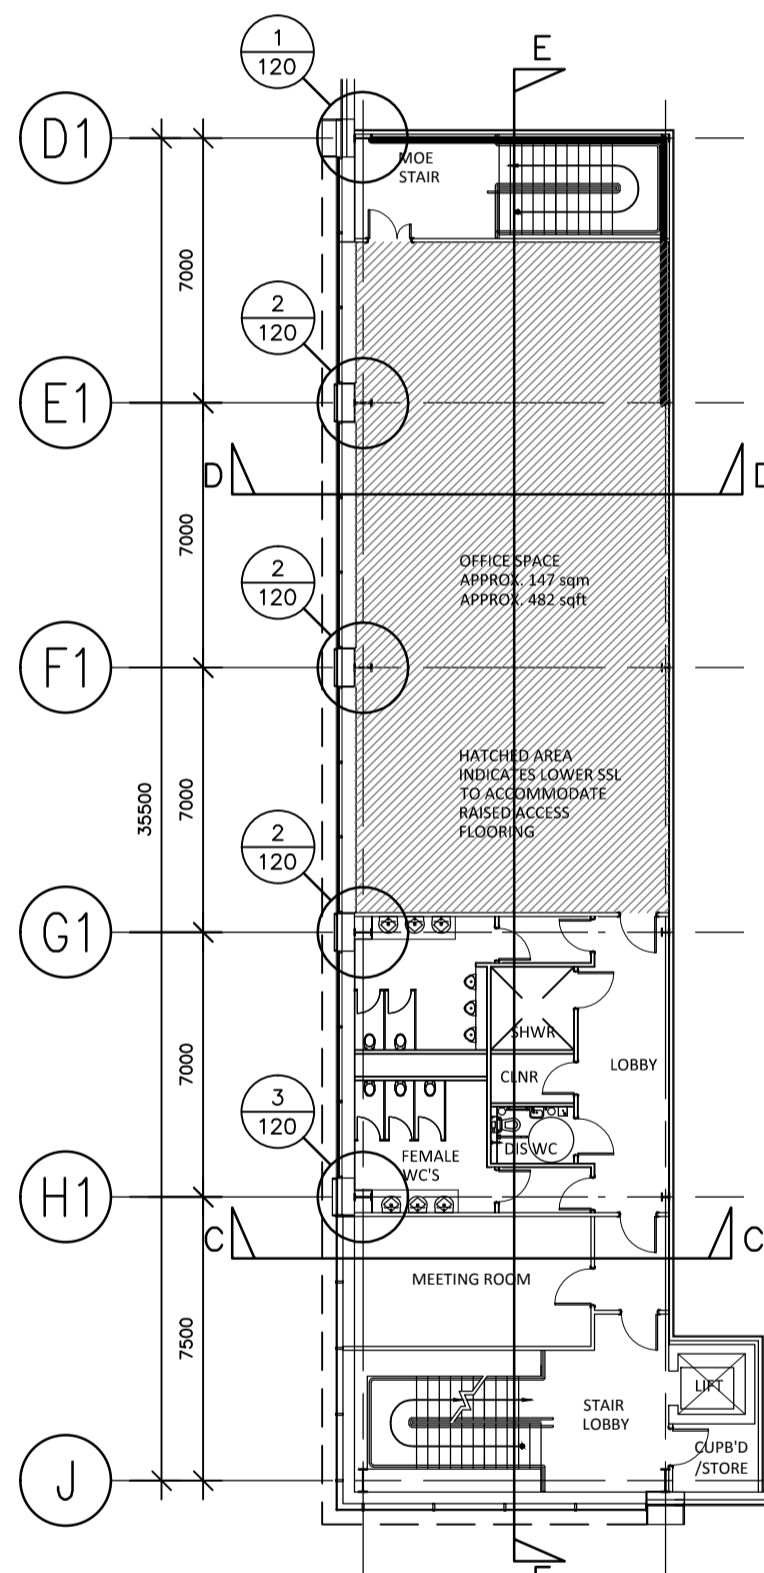 1
120
E
D1
MOE
STAIR
7000
2
120
E1
D
D
7000
OFFICE SPACE
APPROX. 147 sqm
APPROX. 482 sqft
2
120
F1
HATCHED AREA
INDICATES LOWER SSL
TO ACCOMMODATE
RAISED ACCESS
FLOORING
35500
7000
2
120
G1
SHWR
LOBBY
CLNR
7000
3
120
FEMALE
WC'S
DIS WC
H1
C
C
MEETING ROOM
7500
LIFT
STAIR
LOBBY
CUPB'D
/STORE
J